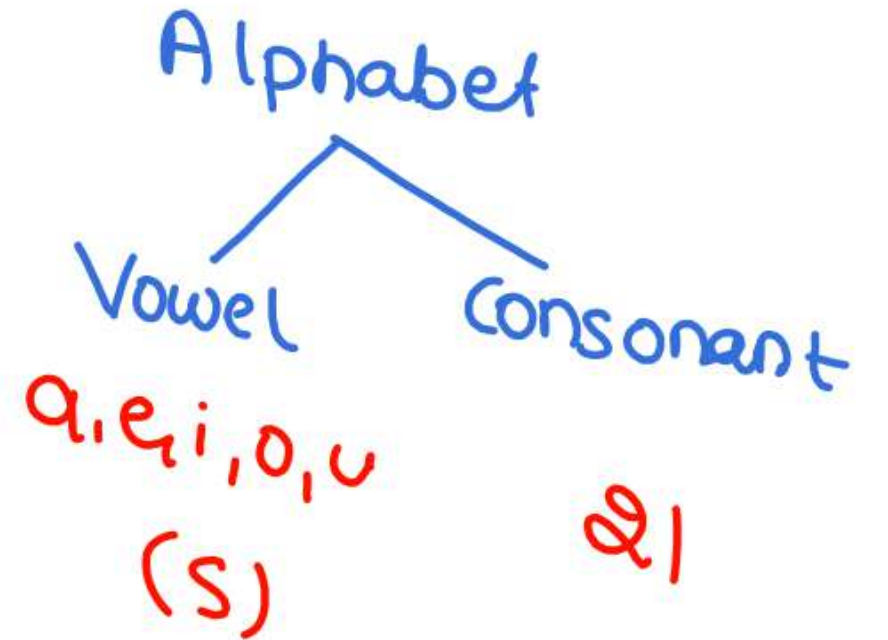 Alphabet
Vowel
Consonant
a, e, i, o, u
(5)
21